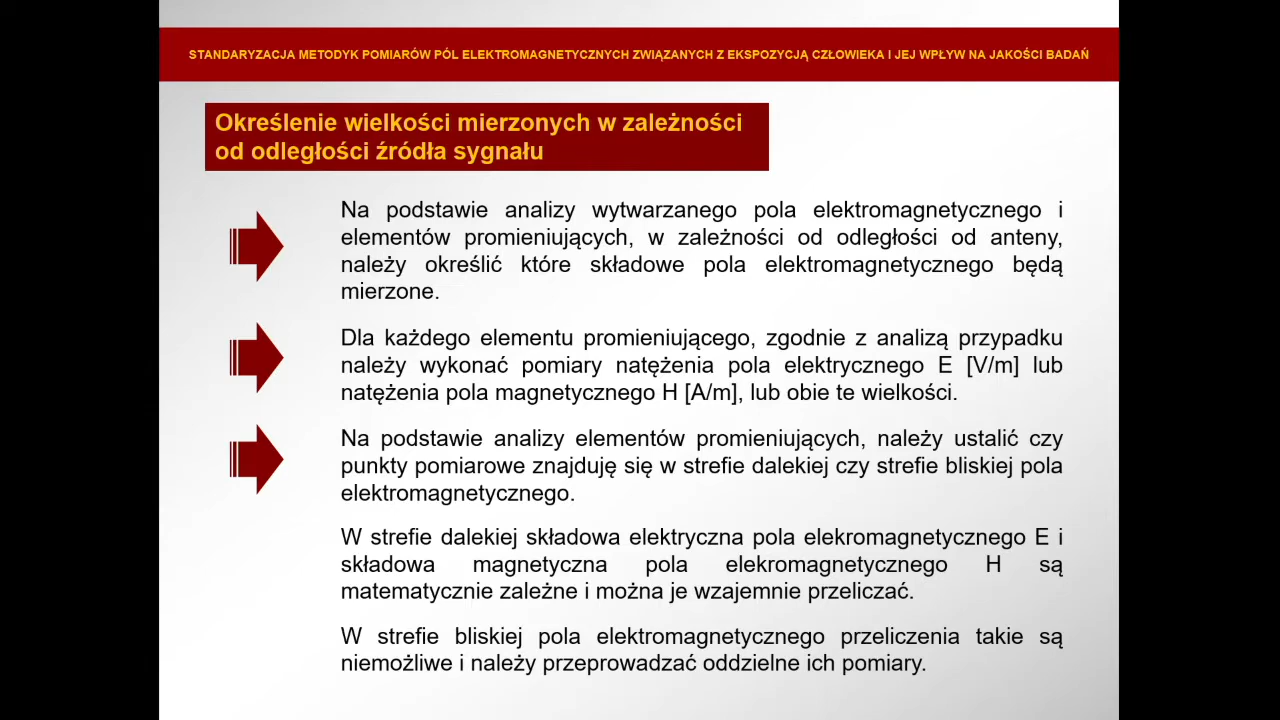 STANDARYZACJA METODYK POMIARÓW PÓL ELEKTROMAGNETYCZNYCH ZWIĄZANYCH Z EKSPOZYCJĄ CZŁOWIEKA I JEJ WPŁYW NA JAKOŚCI BADAŃ
Określenie wielkości mierzonych w zależności
od odległości źródła sygnału
Na podstawie analizy wytwarzanego pola elektromagnetycznego i
elementów promieniujących, w zależności od odległości od anteny,
należy określić które składowe pola elektromagnetycznego będą
mierzone.
Dla każdego elementu promieniującego, zgodnie z analizą przypadku
należy wykonać pomiary natężenia pola elektrycznego E [V/m] lub
natężenia pola magnetycznego H [A/m], lub obie te wielkości.
Na podstawie analizy elementów promieniujących, należy ustalić czy
punkty pomiarowe znajduję się w strefie dalekiej czy strefie bliskiej pola
elektromagnetycznego.
W strefie dalekiej składowa elektryczna pola elekromagnetycznego E i
składowa magnetyczna pola elekromagnetycznego H są
matematycznie zależne i można je wzajemnie przeliczać.
W strefie bliskiej pola elektromagnetycznego przeliczenia takie są
niemożliwe i należy przeprowadzać oddzielne ich pomiary.